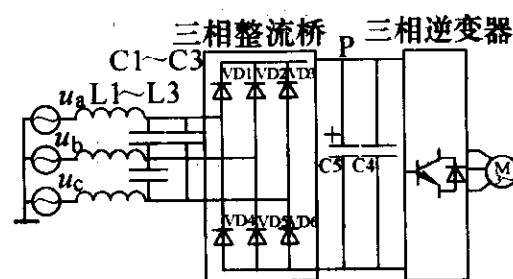 三相整流桥
P 三相逆变器
C1～C3
VD1 VD2 VD3
u_a L1～L3
u_b
+
C5 C4
M
u_c
VD4 VD5 VD6